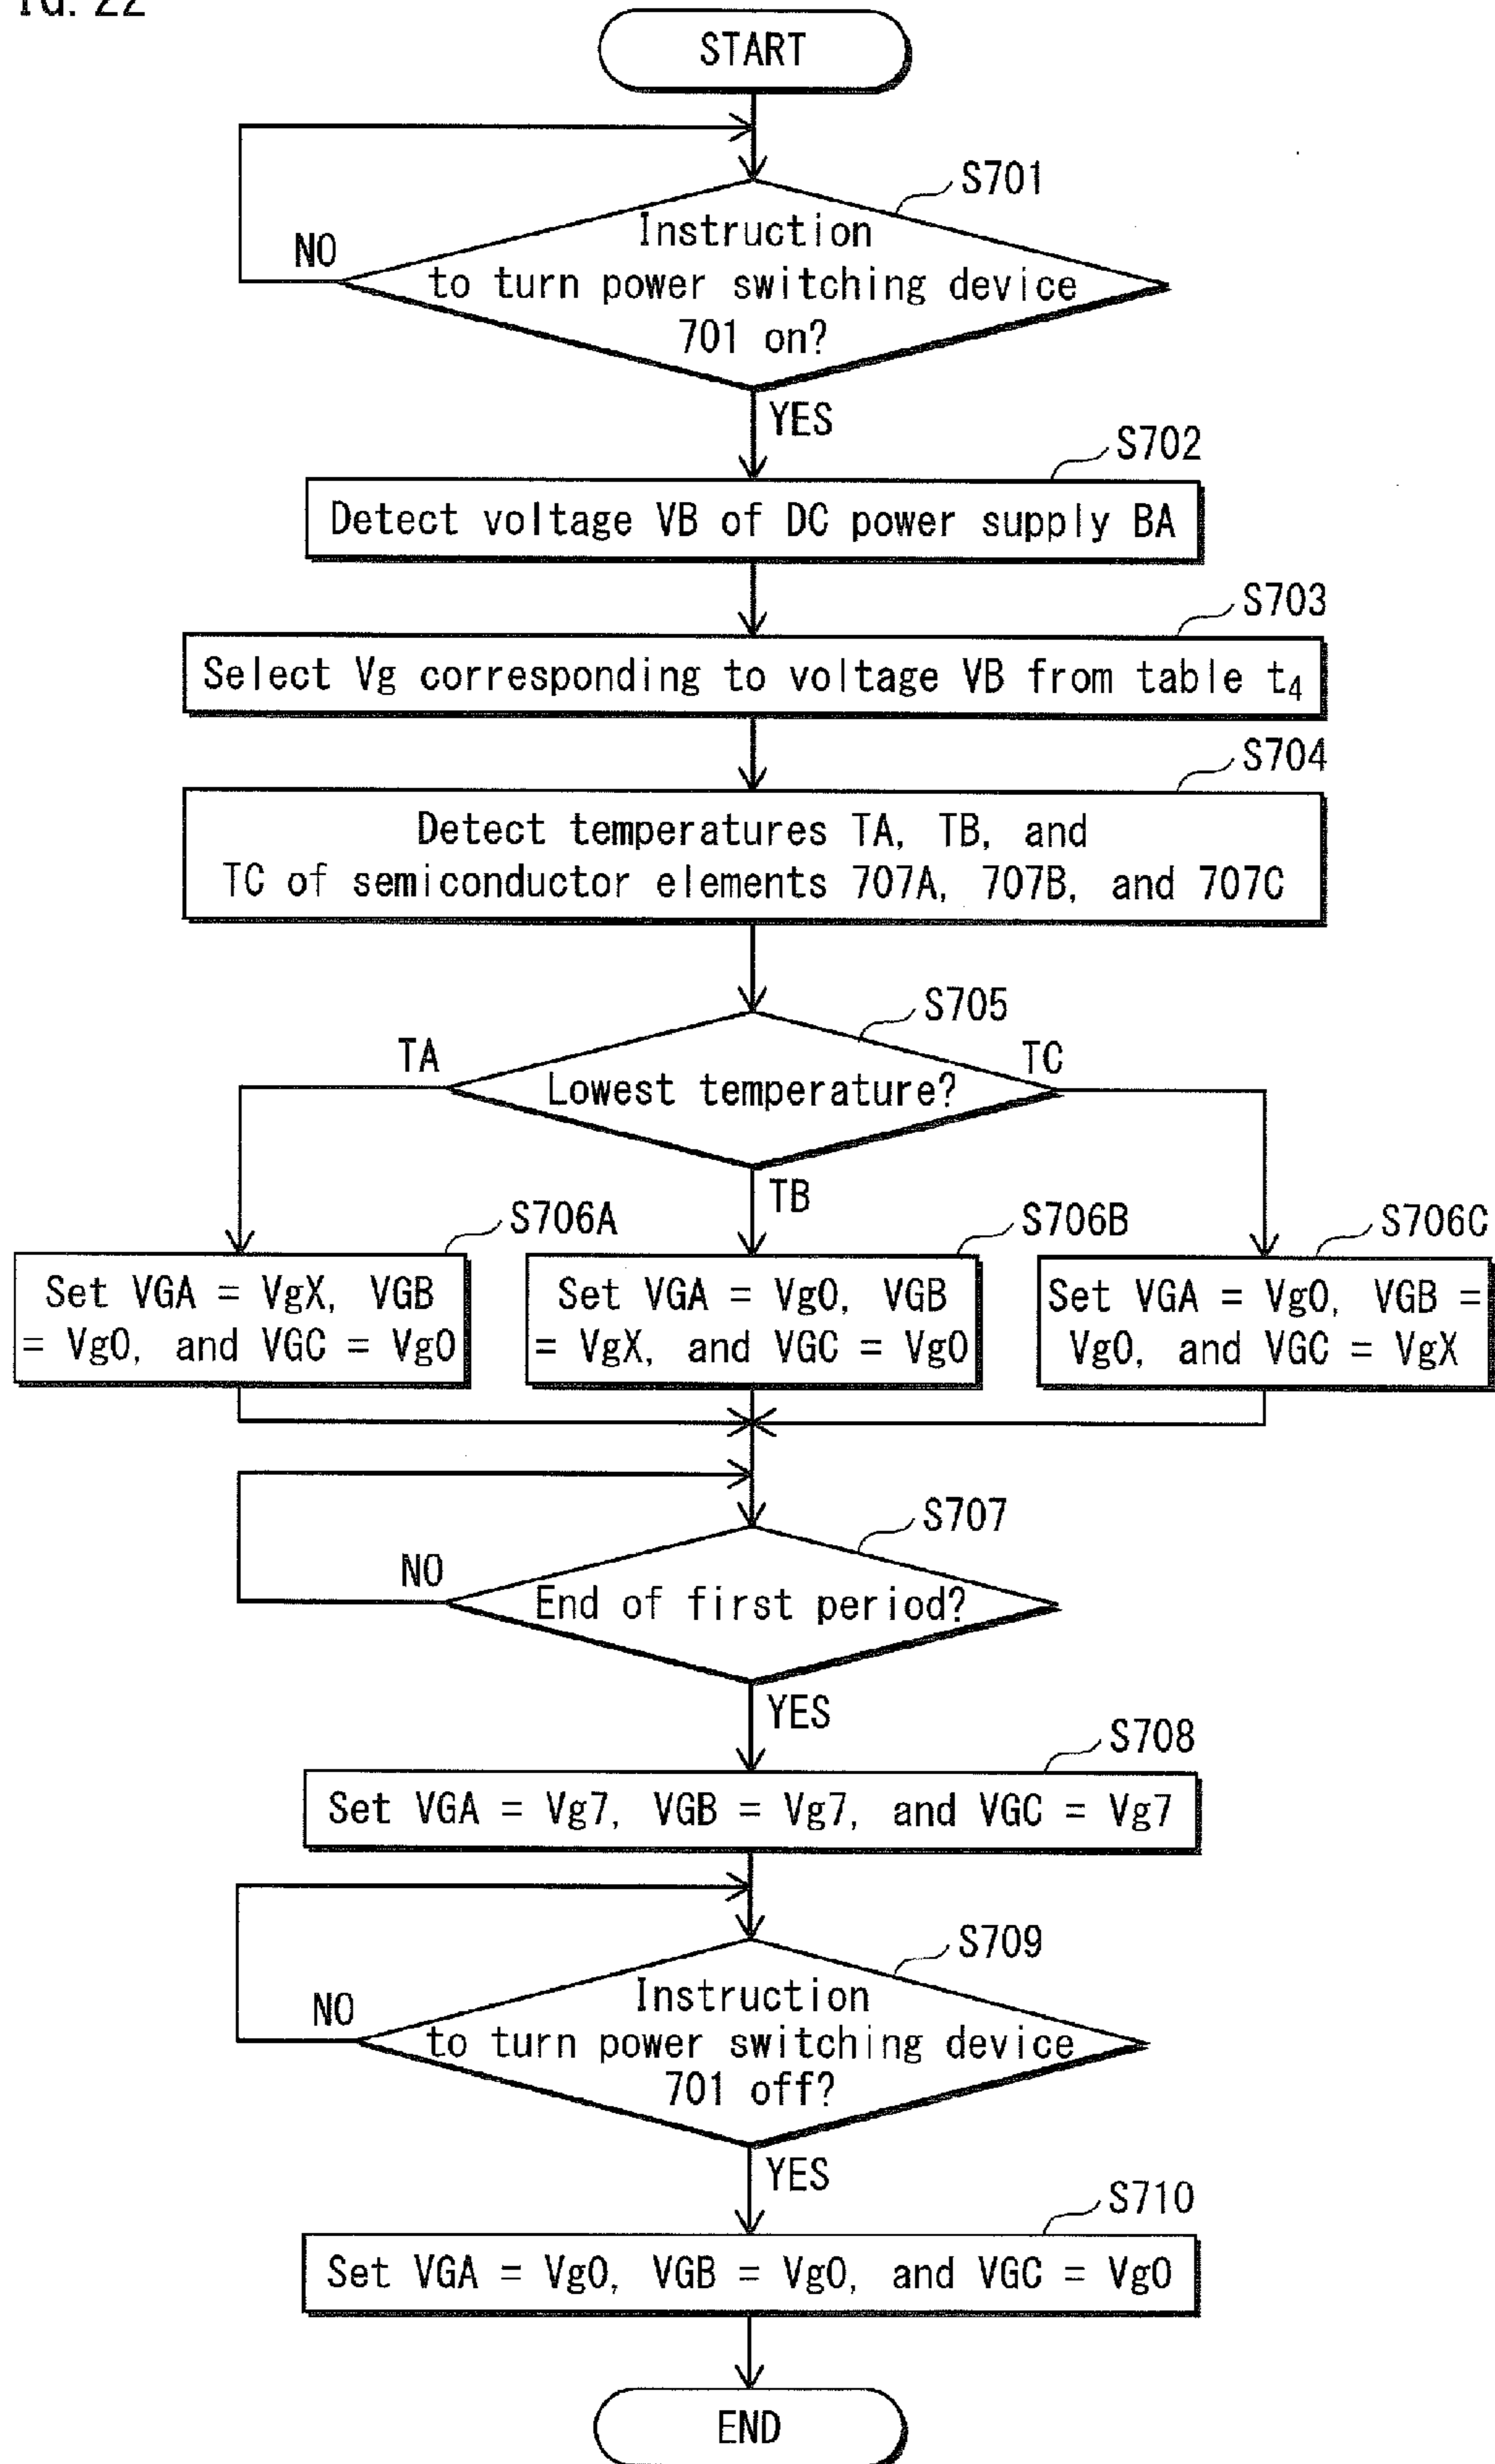 22
START
S701
NO
Instruction
to turn power switching device
701 on?
YES
S702
Detect voltage VB of DC power supply BA
S703
Select Vg corresponding to voltage VB from table t4
S704
Detect temperatures TA, TB, and
TC of semiconductor elements 707A, 707B, and 707C
S705
TA
TC
Lowest temperature?
TB
S706A
S706B
S706C
Set VGA = VgX, VGB
= Vg0, and VGC = Vg0
Set VGA = Vg0, VGB
= VgX, and VGC = Vg0
Set VGA = Vg0, VGB =
Vg0, and VGC = VgX
S707
NO
End of first period?
YES
S708
Set VGA = Vg7, VGB = Vg7, and VGC = Vg7
S709
NO
Instruction
to turn power switching device
701 off?
YES
S710
Set VGA = Vg0, VGB = Vg0, and VGC = Vg0
END